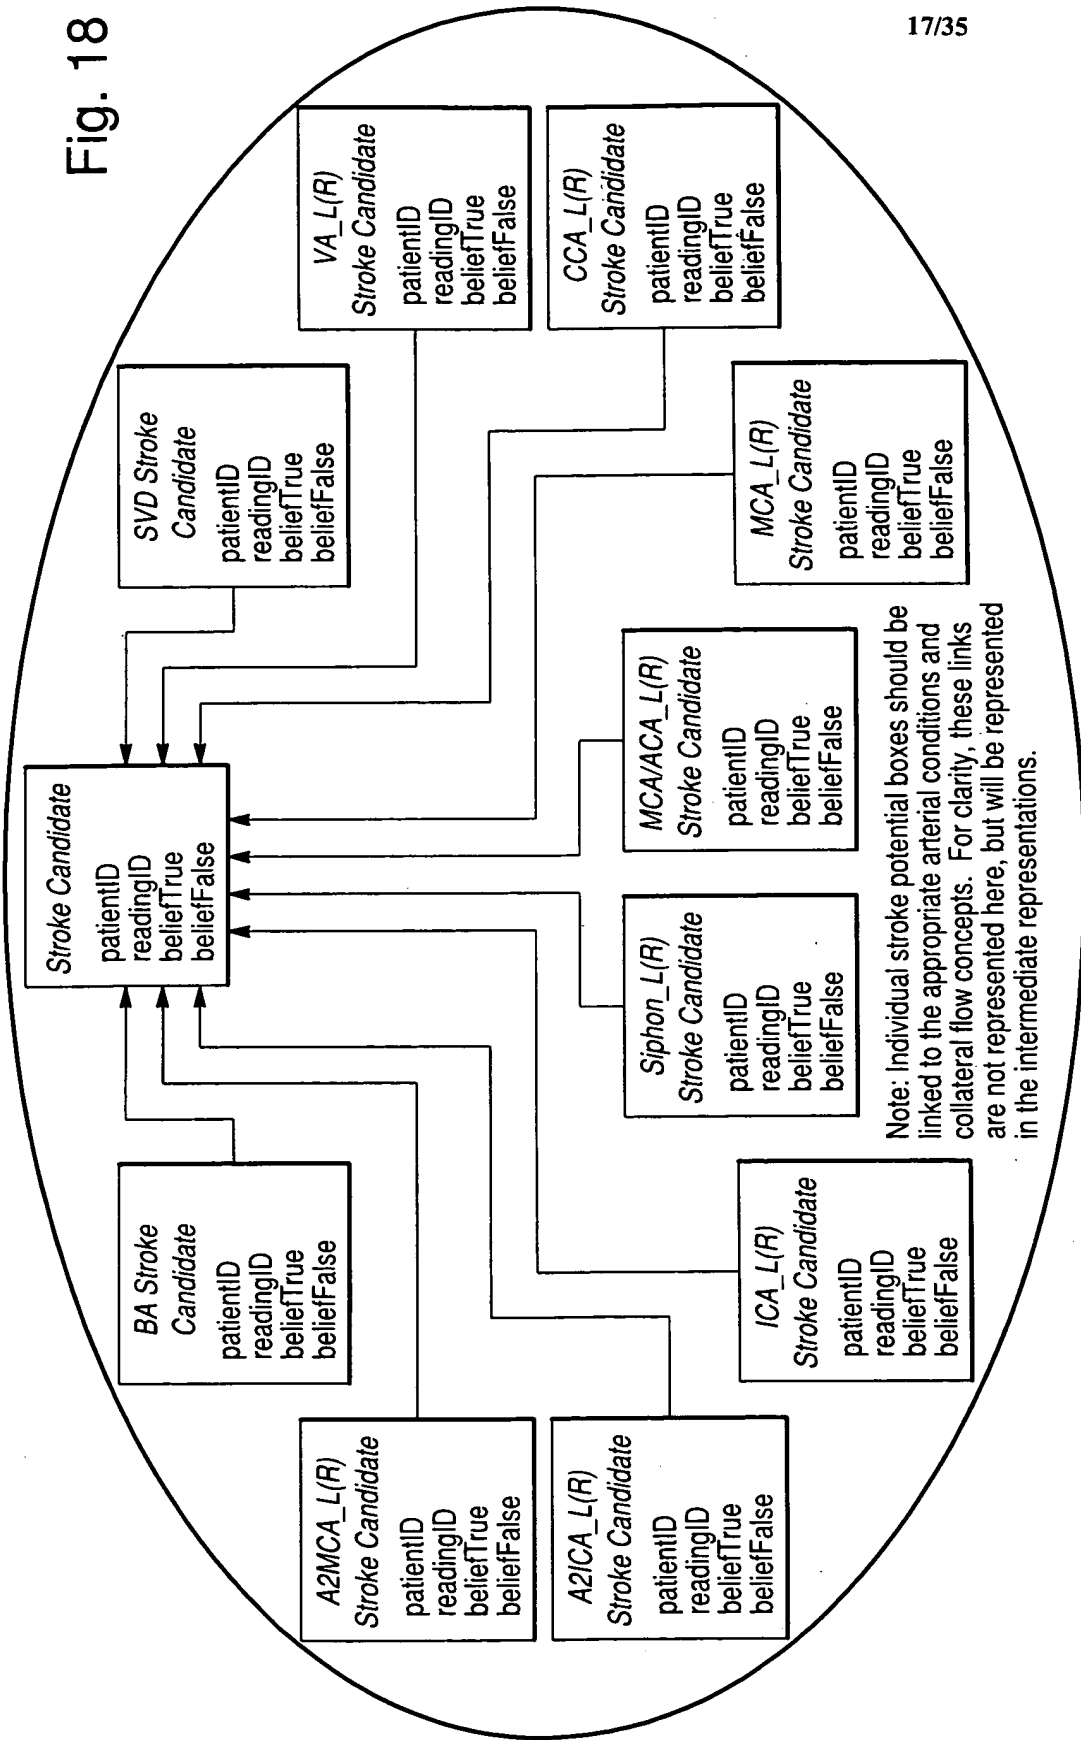 17/35
Fig. 18
Stroke Candidate
patientID
readingID
beliefTrue
beliefFalse
BA Stroke
Candidate
patientID
readingID
beliefTrue
beliefFalse
SVD Stroke
Candidate
patientID
readingID
beliefTrue
beliefFalse
A2MCA_L(R)
Stroke Candidate
patientID
readingID
beliefTrue
beliefFalse
VA_L(R)
Stroke Candidate
patientID
readingID
beliefTrue
beliefFalse
A2ICA_L(R)
Stroke Candidate
patientID
readingID
beliefTrue
beliefFalse
CCA_L(R)
Stroke Candidate
patientID
readingID
beliefTrue
beliefFalse
ICA_L(R)
Stroke Candidate
patientID
readingID
beliefTrue
beliefFalse
Siphon_L(R)
Stroke Candidate
patientID
readingID
beliefTrue
beliefFalse
MCA/ACA_L(R)
Stroke Candidate
patientID
readingID
beliefTrue
beliefFalse
MCA_L(R)
Stroke Candidate
patientID
readingID
beliefTrue
beliefFalse
Note: Individual stroke potential boxes should be
linked to the appropriate arterial conditions and
collateral flow concepts. For clarity, these links
are not represented here, but will be represented
in the intermediate representations.